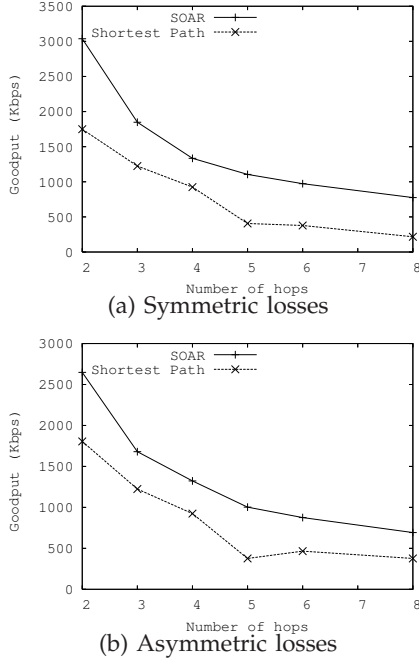 3500
3000
2500
2000
1500
1000
500
0
Goodput (Kbps)
SOAR
Shortest Path
2 3 4 5 6 7 8
Number of hops
(a) Symmetric losses
3000
2500
2000
1500
1000
500
0
Goodput (Kbps)
SOAR
Shortest Path
2 3 4 5 6 7 8
Number of hops
(b) Asymmetric losses